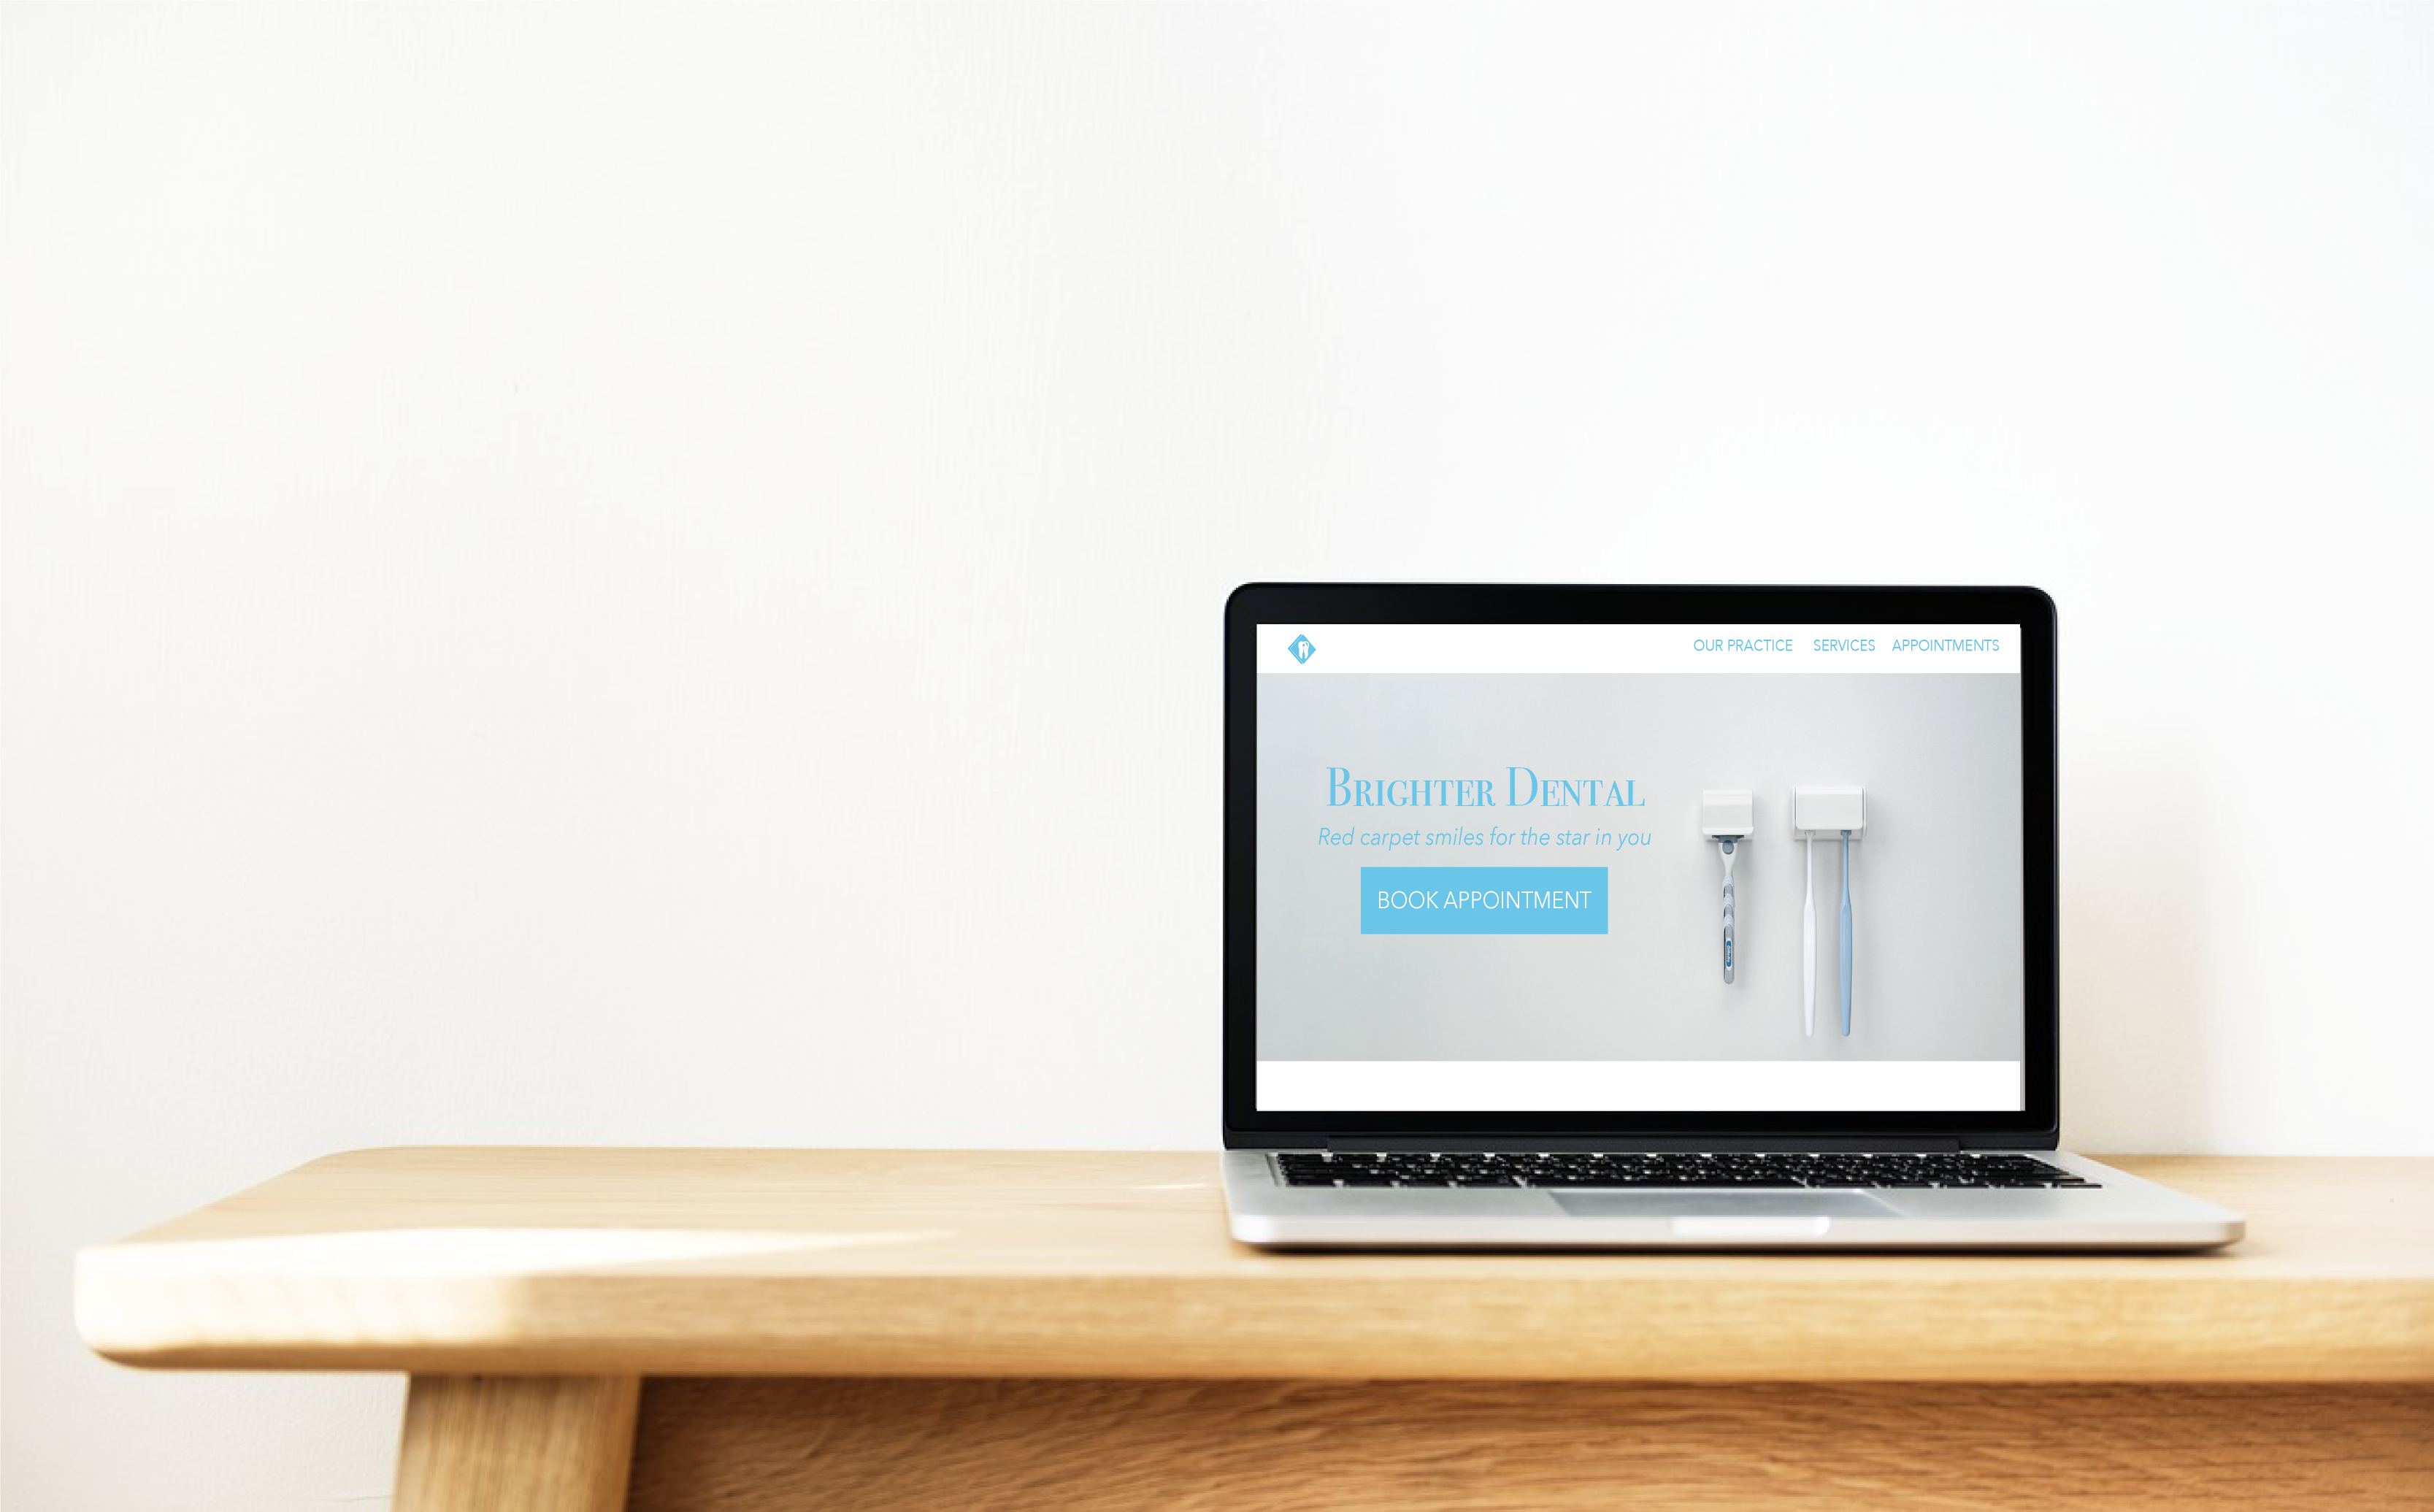 OUR PRACTICE SERVICES APPOINTMENTS
BRIGHTER DENTAL
Red carpet smiles for the star in you
BOOK APPOINTMENT